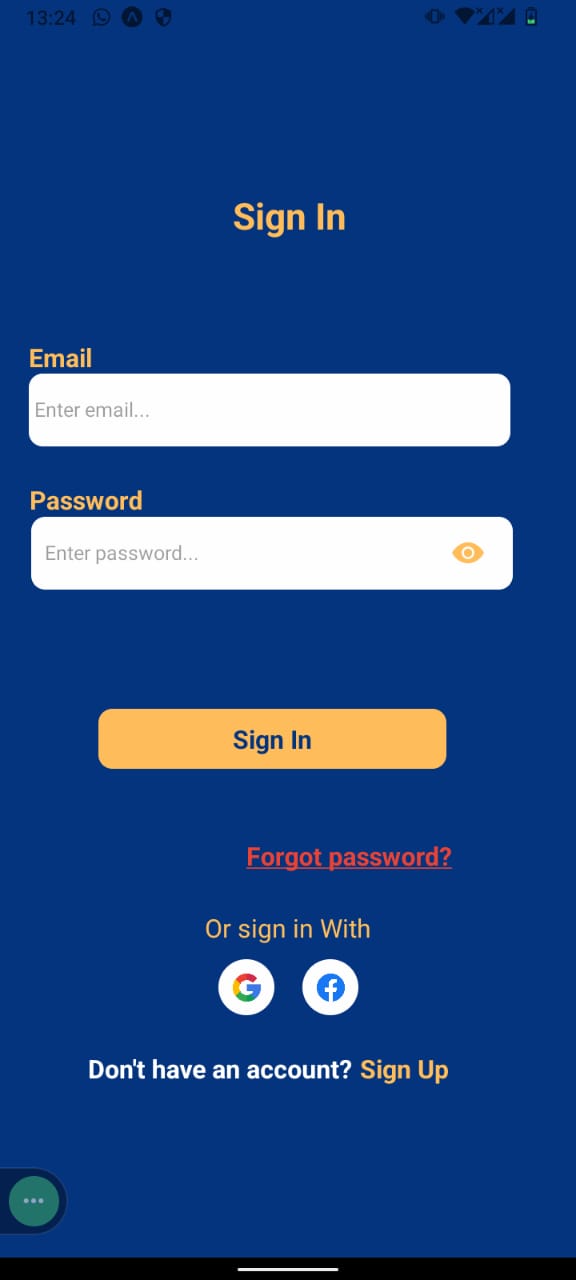 13:24
Sign In
Email
Enter email...
Password
Enter password...
Sign In
Forgot password?
Or sign in With
Don't have an account? Sign Up